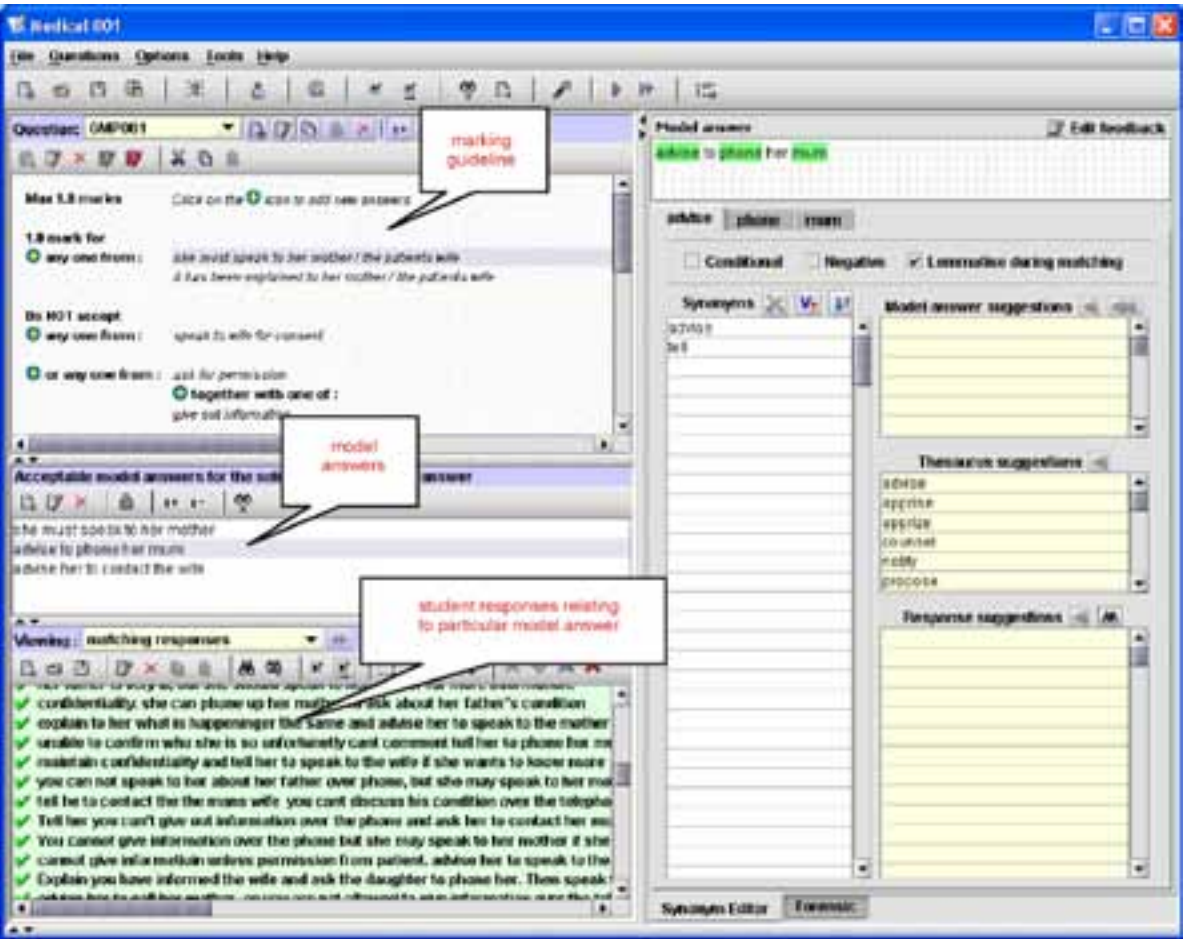 Medical 001
File Questions Options Tools Help
Question: GMP001
marking
guideline
Max 1.0 marks Click on the icon to add new answers
1.0 mark for
any one from : she must speak to her mother / the patients wife
it has been explained to her mother / the patients wife
Do NOT accept
any one from : speak to wife for consent
or any one from : ask for permission
together with one of :
give out information
model
answers
Acceptable model answers for the answer
she must speak to her mother
advise to phone her mum
advise her to contact the wife
student responses relating
to particular model answer
Viewing : matching responses
confidentiality. she can phone up her ask about her father's condition
explain to her what is happeninger the same and advise her to speak to the mother
unable to confirm who she is so unfortunetly cant comment tell her to phone her
maintain confidentiality and tell her to speak to the wife if she wants to know more
you can not speak to her about her father over phone, but she may speak to her
tell he to contact the the mans wife you cant discuss his condition over the
Tell her you can't give out information over the phone and ask her to contact her
You cannot give information over the phone but she may speak to her mother if she
cannot give information unless permission from patient. advise her to speak to the
Explain you have informed the wife and ask the daughter to phone her. Then speak
Model answer Edit feedback
advise to phone her mum
advise phone mum
Conditional Negative Lemmatise during matching
Synonyms
advise
tell
Model answer suggestions
Thesaurus suggestions
advise
apprise
apprize
counsel
notify
propose
Response suggestions
Synonym Editor Forensic